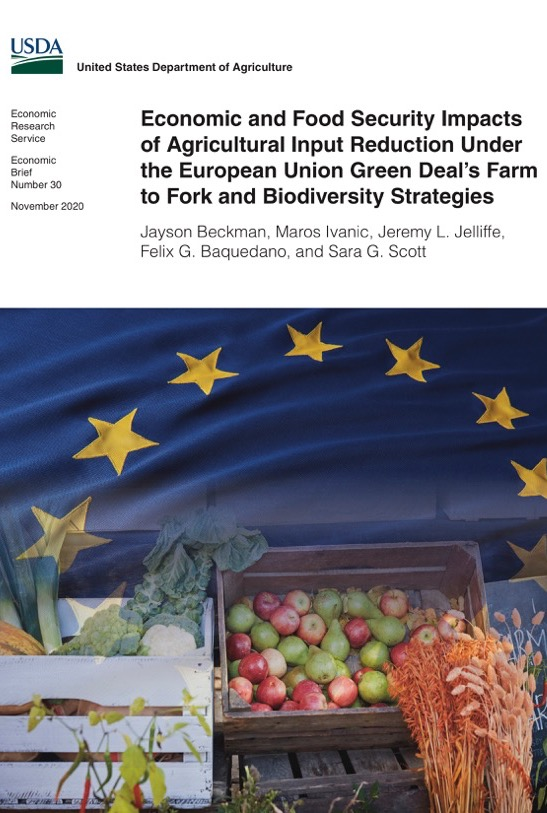 USDA
United States Department of Agriculture
Economic
Research
Service
Economic
Brief
Number 30
November 2020
Economic and Food Security Impacts
of Agricultural Input Reduction Under
the European Union Green Deal's Farm
to Fork and Biodiversity Strategies
Jayson Beckman, Maros Ivanic, Jeremy L. Jelliffe,
Felix G. Baquedano, and Sara G. Scott